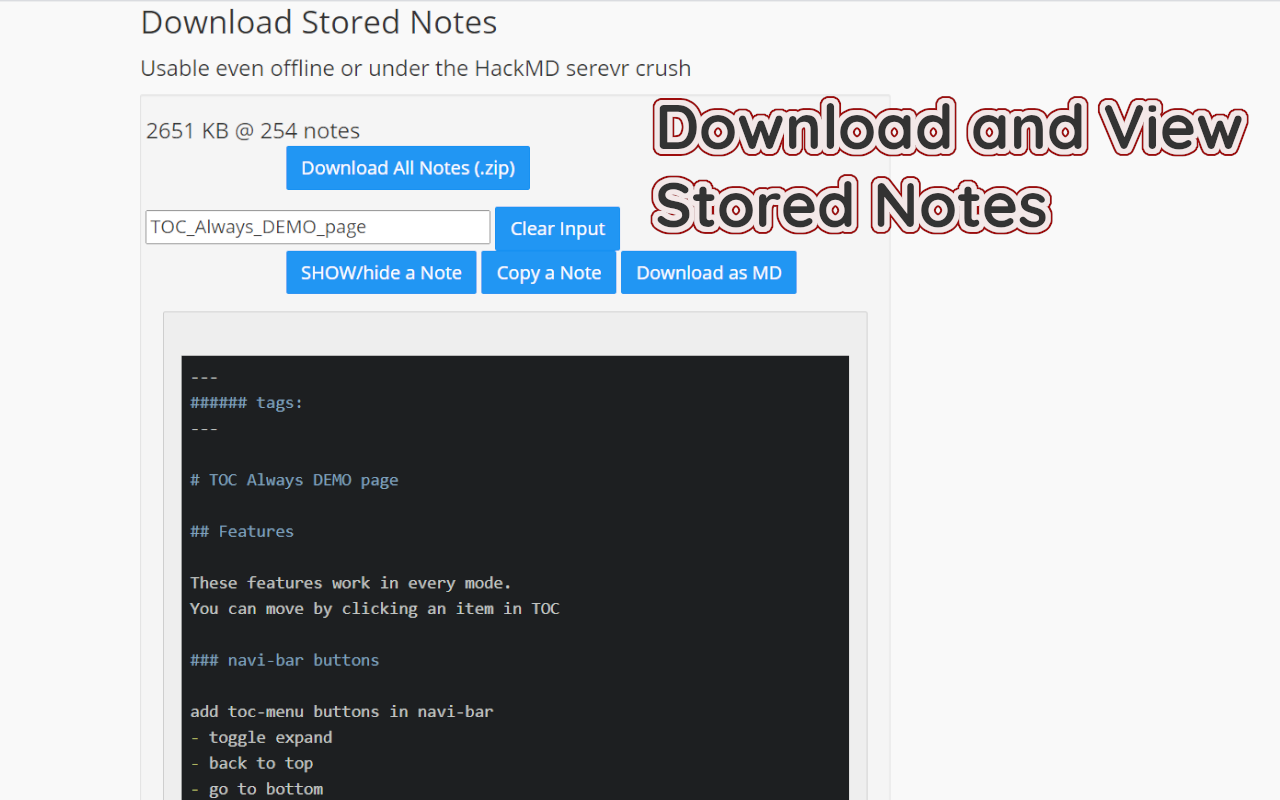 Download Stored Notes
Usable even offline or under the HackMD serevr crush
2651 KB @ 254 notes
Download All Notes (.zip)
Download and View
Stored Notes
TOC_Always_DEMO_page
Clear Input
SHOW/hide a Note
Copy a Note
Download as MD
---
###### tags:
---
# TOC Always DEMO page
## Features
These features work in every mode.
You can move by clicking an item in TOC
### navi-bar buttons
add toc-menu buttons in navi-bar
- toggle expand
- back to top
- go to bottom